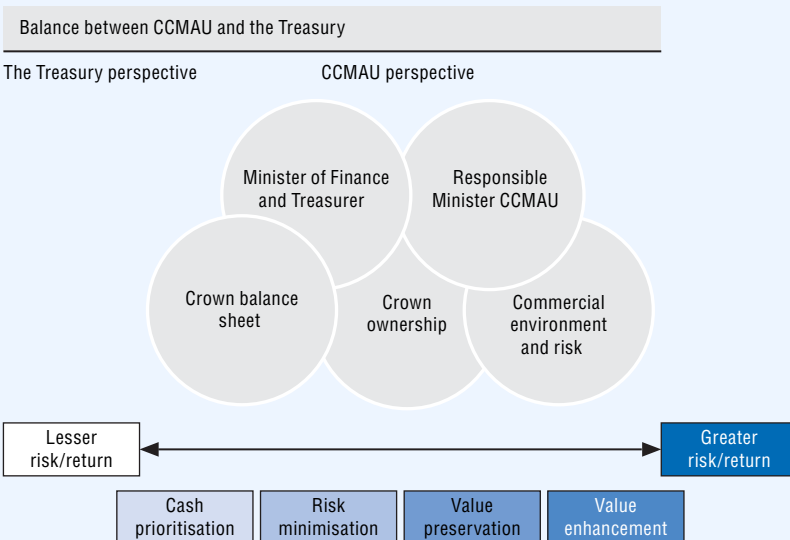 Balance between CCMAU and the Treasury
The Treasury perspective
CCMAU perspective
Minister of Finance
and Treasurer
Responsible
Minister CCMAU
Crown balance
sheet
Crown
ownership
Commercial
environment
and risk
Lesser
risk/return
Greater
risk/return
Cash
prioritisation
Risk
minimisation
Value
preservation
Value
enhancement